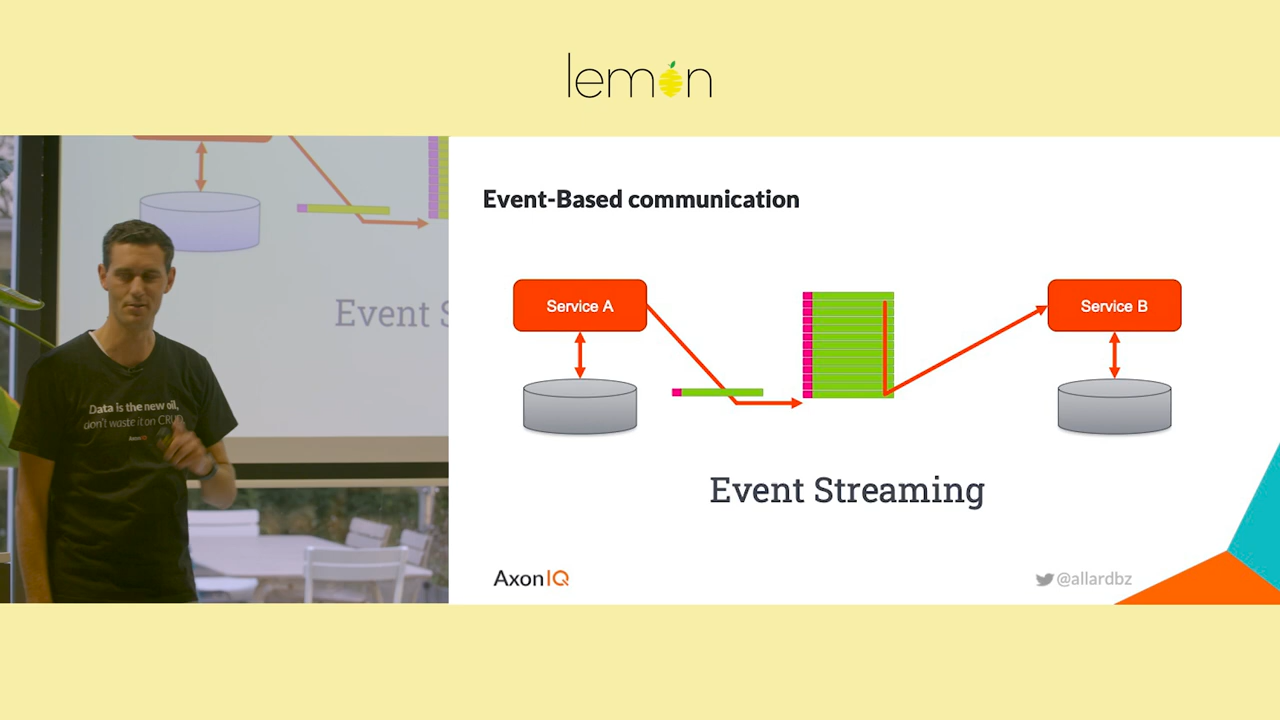 lemon
Event-Based communication
Service A
Service B
Event Streaming
AxonIQ
@allardbz
Event S
Data is the new oil,
don't waste it on CRUD.
AxonIQ